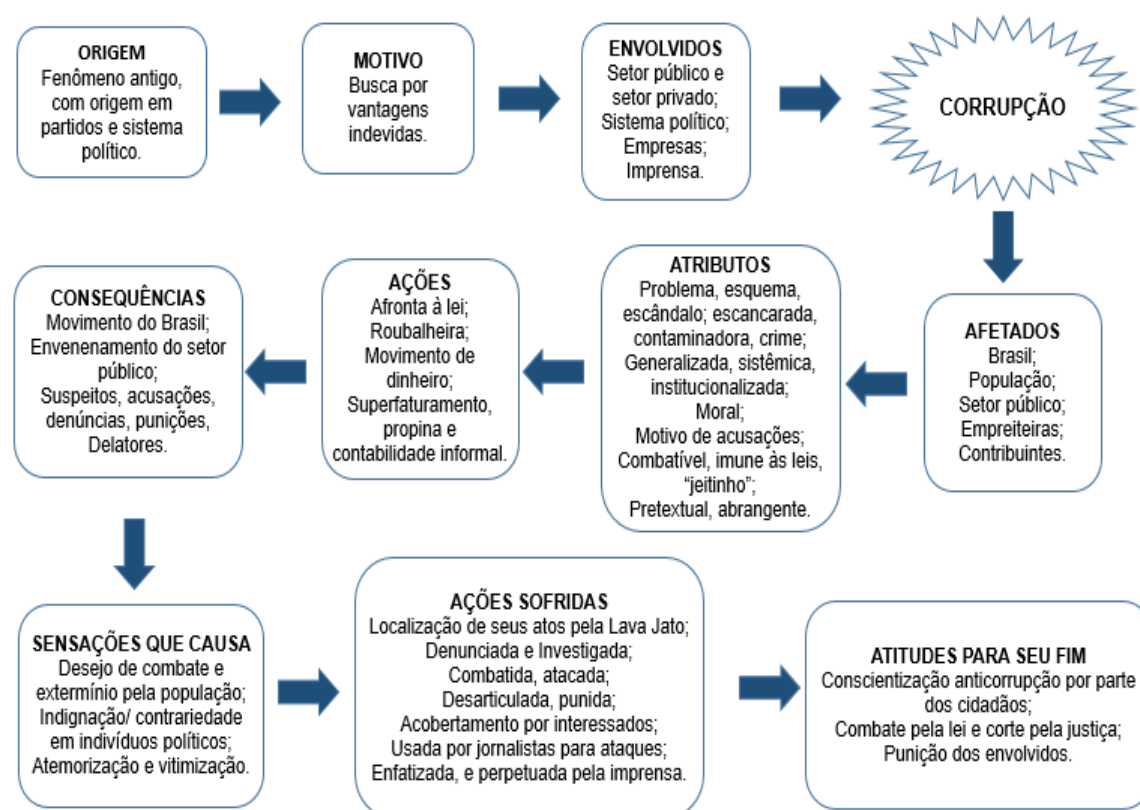 ORIGEM
Fenômeno antigo,
com origem em
partidos e sistema
político.
MOTIVO
Busca por
vantagens
indevidas.
ENVOLVIDOS
Setor público e
setor privado;
Sistema político;
Empresas;
Imprensa.
CORRUPÇÃO
AFETADOS
Brasil;
População;
Setor público;
Empreiteiras;
Contribuintes.
ATRIBUTOS
Problema, esquema,
escândalo; escancarada,
contaminadora, crime;
Generalizada, sistêmica,
institucionalizada;
Moral;
Motivo de acusações;
Combatível, imune às leis,
“jeitinho”;
Pretextual, abrangente.
AÇÕES
Afronta à lei;
Roubalheira;
Movimento de
dinheiro;
Superfaturamento,
propina e
contabilidade informal.
CONSEQUÊNCIAS
Movimento do Brasil;
Envenenamento do setor
público;
Suspeitos, acusações,
denúncias, punições,
Delatores.
SENSAÇÕES QUE CAUSA
Desejo de combate e
extermínio pela população;
Indignação/ contrariedade
em indivíduos políticos;
Atemorização e vitimização.
AÇÕES SOFRIDAS
Localização de seus atos pela Lava Jato;
Denunciada e Investigada;
Combatida, atacada;
Desarticulada, punida;
Acobertamento por interessados;
Usada por jornalistas para ataques;
Enfatizada, e perpetuada pela imprensa.
ATITUDES PARA SEU FIM
Conscientização anticorrupção por parte
dos cidadãos;
Combate pela lei e corte pela justiça;
Punição dos envolvidos.